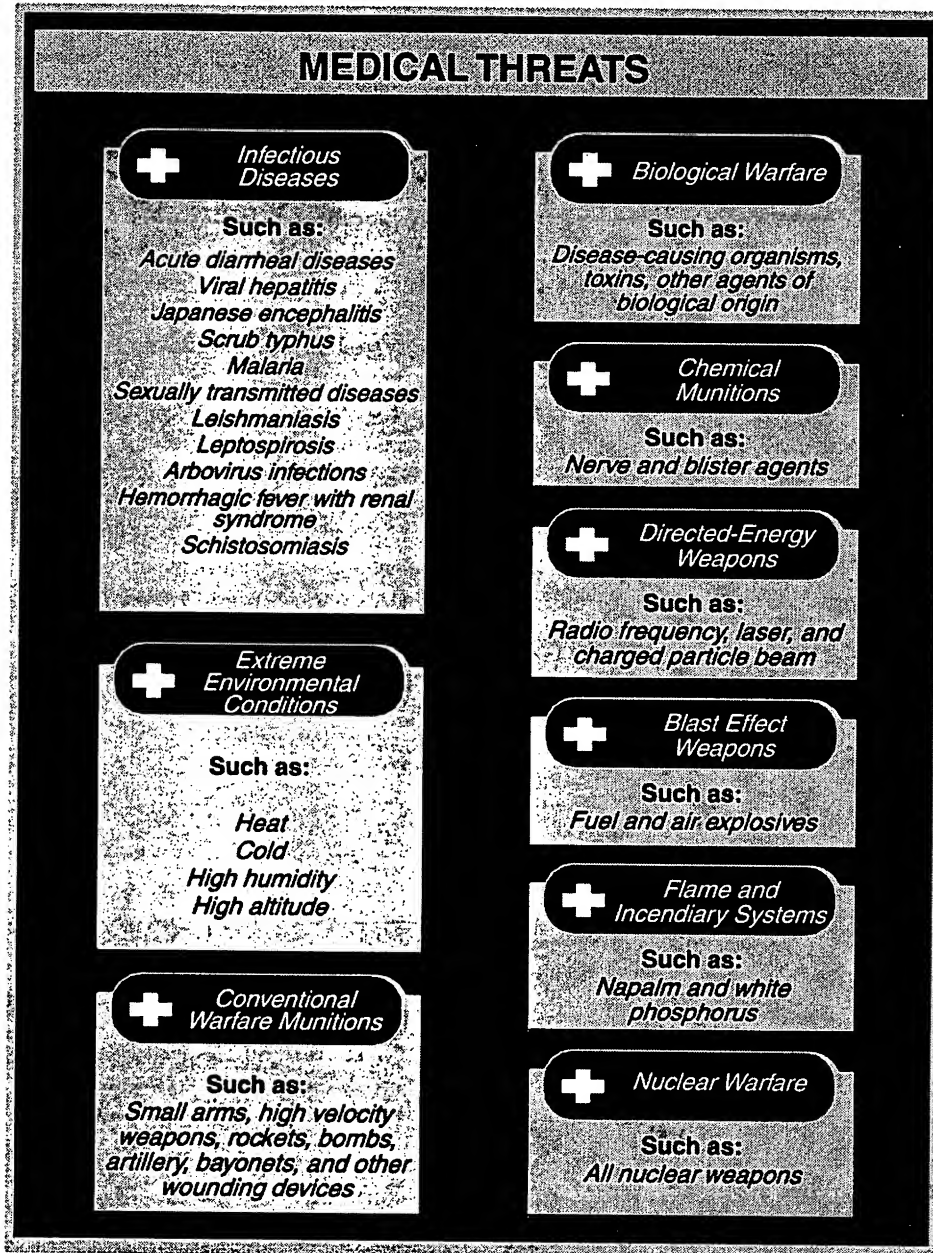 MEDICAL THREATS
Infectious
Diseases
Such as:
Acute diarrheal diseases
Viral hepatitis
Japanese encephalitis
Scrub typhus
Malaria
Sexually transmitted diseases
Leishmaniasis
Leptospirosis
Arbovirus infections
Hemorrhagic fever with renal
syndrome
Schistosomiasis
Extreme
Environmental
Conditions
Such as:
Heat
Cold
High humidity
High altitude
Conventional
Warfare Munitions
Such as:
Small arms, high velocity
weapons, rockets, bombs,
artillery, bayonets, and other
wounding devices
Biological Warfare
Such as:
Disease-causing organisms,
toxins, other agents of
biological origin
Chemical
Munitions
Such as:
Nerve and blister agents
Directed-Energy
Weapons
Such as:
Radio frequency, laser, and
charged particle beam
Blast Effect
Weapons
Such as:
Fuel and air explosives
Flame and
Incendiary Systems
Such as:
Napalm and white
phosphorus
Nuclear Warfare
Such as:
All nuclear weapons